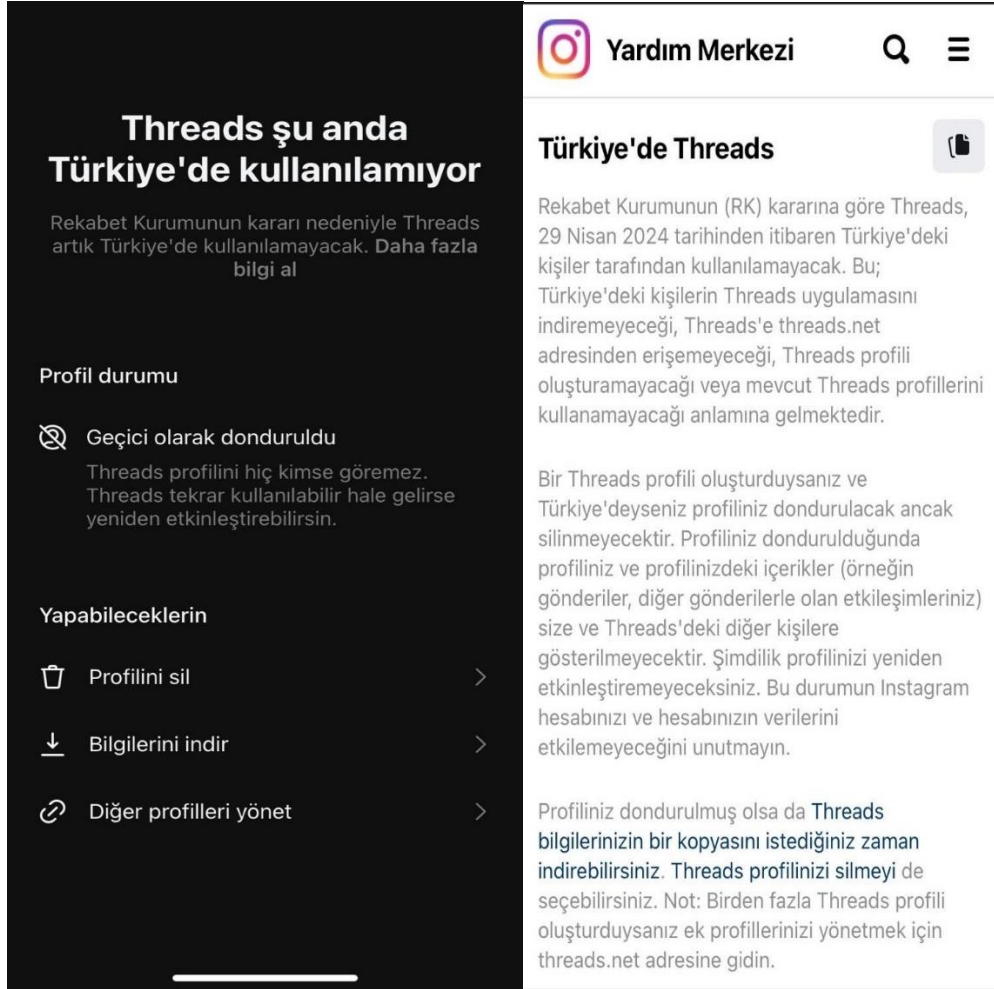 Threads şu anda
Türkiye'de kullanılamıyor
Rekabet Kurumunun kararı nedeniyle Threads
artık Türkiye'de kullanılamayacak. Daha fazla
bilgi al
Profil durumu
Geçici olarak donduruldu
Threads profilini hiç kimse göremez.
Threads tekrar kullanılabilir hale gelirse
yeniden etkinleştirebilirsin.
Yapabileceklerin
Profilini sil
Bilgilerini indir
Diğer profilleri yönet
Yardım Merkezi
Türkiye'de Threads
Rekabet Kurumunun (RK) kararına göre Threads,
29 Nisan 2024 tarihinden itibaren Türkiye'deki
kişiler tarafından kullanılamayacak. Bu;
Türkiye'deki kişilerin Threads uygulamasını
indiremeyeceği, Threads'e threads.net
adresinden erişemeyeceği, Threads profili
oluşturamayacağı veya mevcut Threads profillerini
kullanamayacağı anlamına gelmektedir.
Bir Threads profili oluşturduysanız ve
Türkiye'deyseniz profiliniz dondurulacak ancak
silinmeyecektir. Profiliniz dondurulduğunda
profiliniz ve profilinizdeki içerikler (örneğin
gönderiler, diğer gönderilerle olan etkileşimleriniz)
size ve Threads'deki diğer kişilere
gösterilmeyecektir. Şimdilik profilinizi yeniden
etkinleştiremeyeceksiniz. Bu durumun Instagram
hesabınızı ve hesabınızın verilerini
etkilemeyeceğini unutmayın.
Profiliniz dondurulmuş olsa da Threads
bilgilerinizin bir kopyasını istediğiniz zaman
indirebilirsiniz. Threads profilinizi silmeyi de
seçebilirsiniz. Not: Birden fazla Threads profili
oluşturduysanız ek profillerinizi yönetmek için
threads.net adresine gidin.